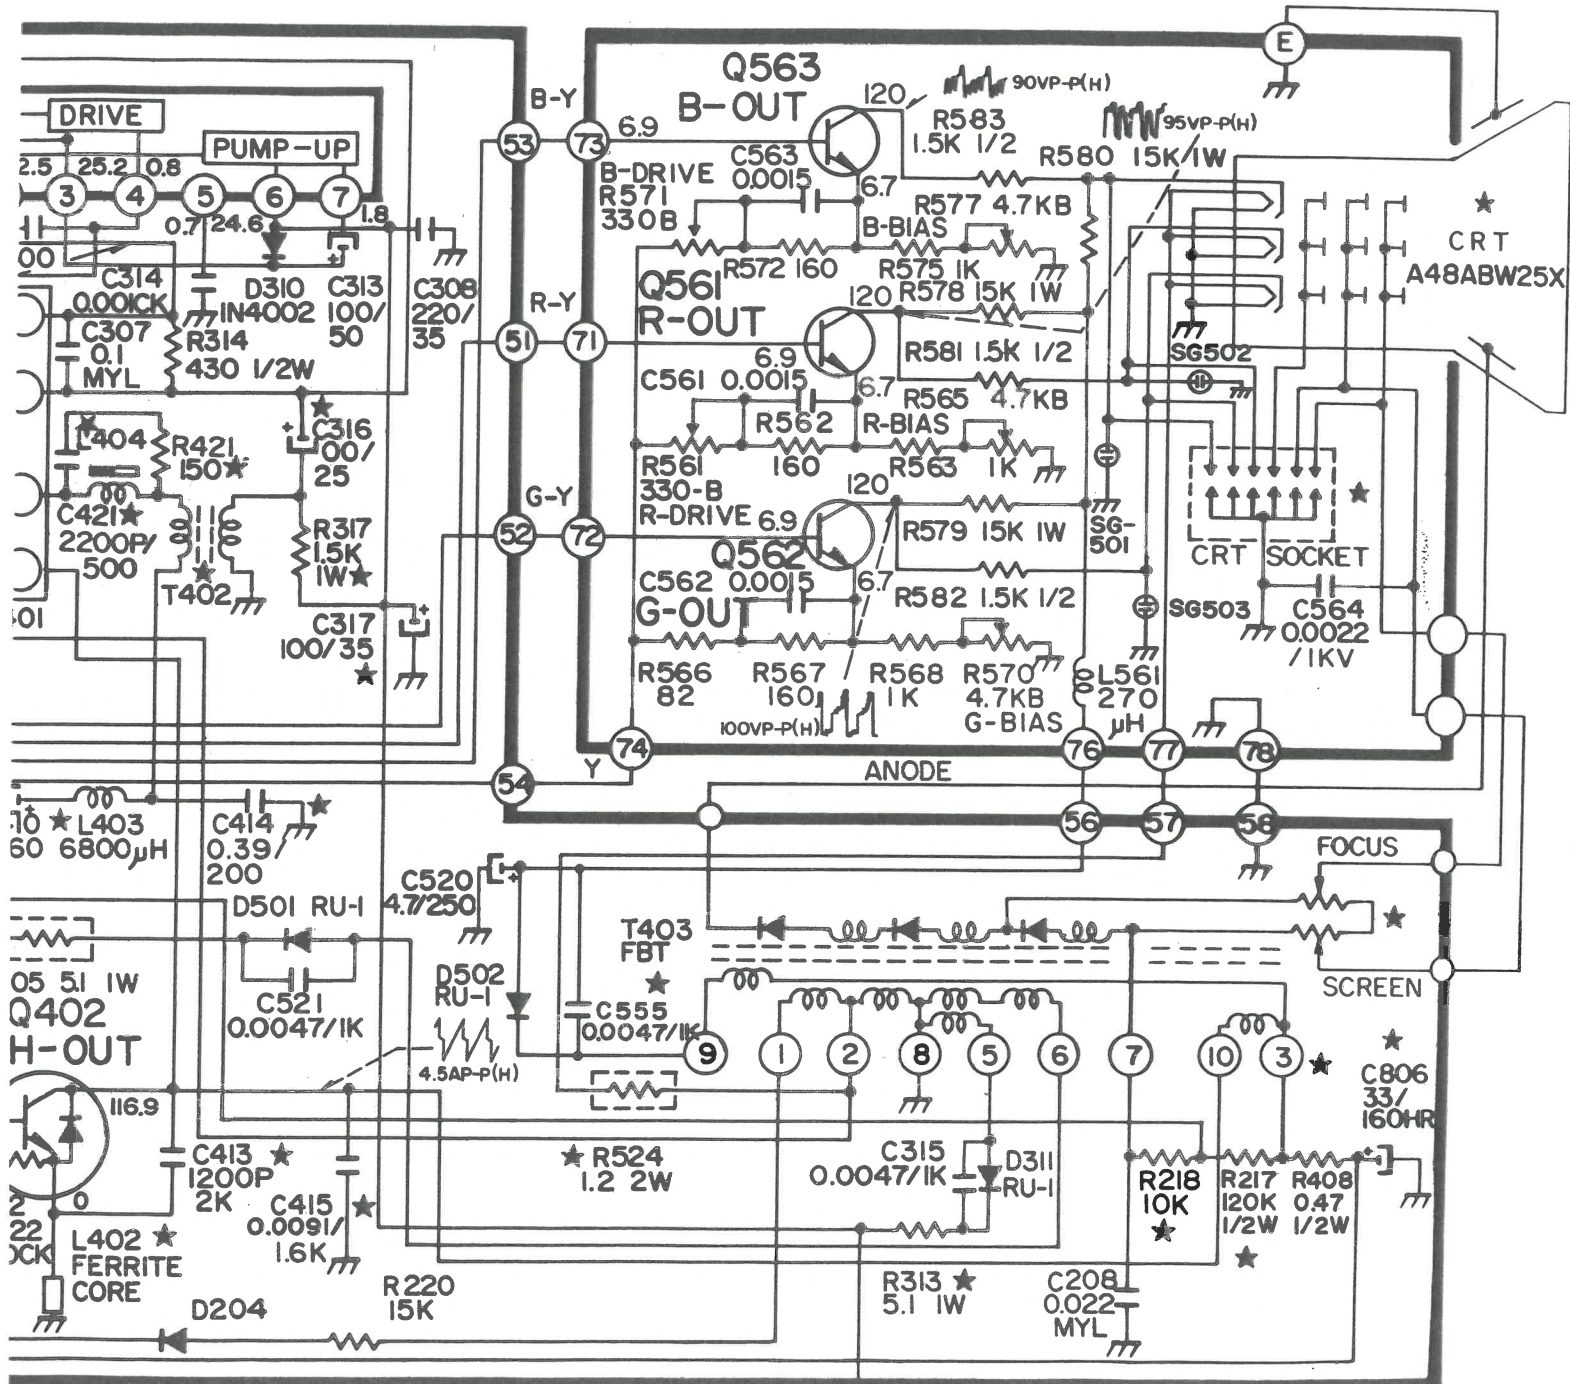 E
Q563
B-OUT
120
90VP-P(H)
B-Y
R583
1.5K 1/2
95VP-P(H)
DRIVE
PUMP-UP
53
73
6.9
R580 15K/1W
2.5 25.2 0.8
C563
0.0015
B-DRIVE
R571
330B
6.7
3
4
5
6
7
R577 4.7KB
0.7
24.6
1.8
B-BIAS
CRT
A48ABW25X
00
C314
0.001CK
R572 160
R575 1K
D310
1N4002
C313
100/
50
C308
220/
35
Q561
R-OUT
120
R578 15K 1W
R-Y
C307
0.1
MYL
R314
430 1/2W
51
71
6.9
R581 1.5K 1/2
SG502
C561 0.0015
6.7
R565
4.7KB
C316
100/
25
L404
R421
150
R562
160
R-BIAS
R561
330-B
R-DRIVE
R563
1K
120
G-Y
C421
2200P/
500
R317
1.5K
1W
52
72
6.9
R579 15K 1W
SG-
501
CRT SOCKET
Q562
G-OUT
C562 0.0015
6.7
T402
R582 1.5K 1/2
SG503
C564
0.0022
/1KV
401
C317
100/35
R566
82
R567
160
R568
1K
R570
4.7KB
G-BIAS
L561
270
μH
100VP-P(H)
74
76
77
78
Y
ANODE
54
56
57
58
10
60
L403
6800μH
C414
0.39/
200
FOCUS
C520
4.7/250
D501 RU-1
T403
FBT
05 5.1 1W
C521
0.0047/1K
D502
RU-1
C555
0.0047/1K
SCREEN
Q402
H-OUT
4.5AP-P(H)
9
1
2
8
5
6
7
10
3
C806
33/
160HR
116.9
C413
1200P
2K
R524
1.2 2W
C315
0.0047/1K
D311
RU-1
R218
10K
R217
120K
1/2W
R408
0.47
1/2W
0
C415
0.0091/
1.6K
2
22
OCK
L402
FERRITE
CORE
R220
15K
R313
5.1 1W
C208
0.022
MYL
D204